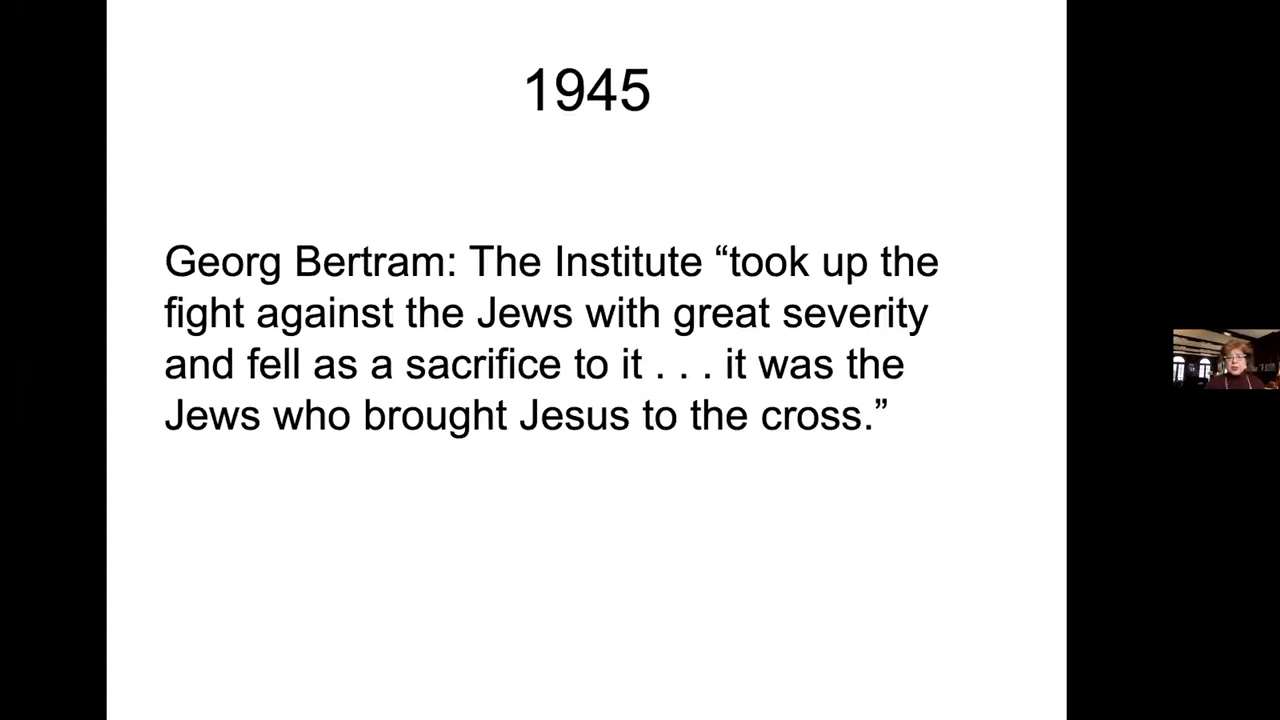 1945
Georg Bertram: The Institute “took up the
fight against the Jews with great severity
and fell as a sacrifice to it . . . it was the
Jews who brought Jesus to the cross.”